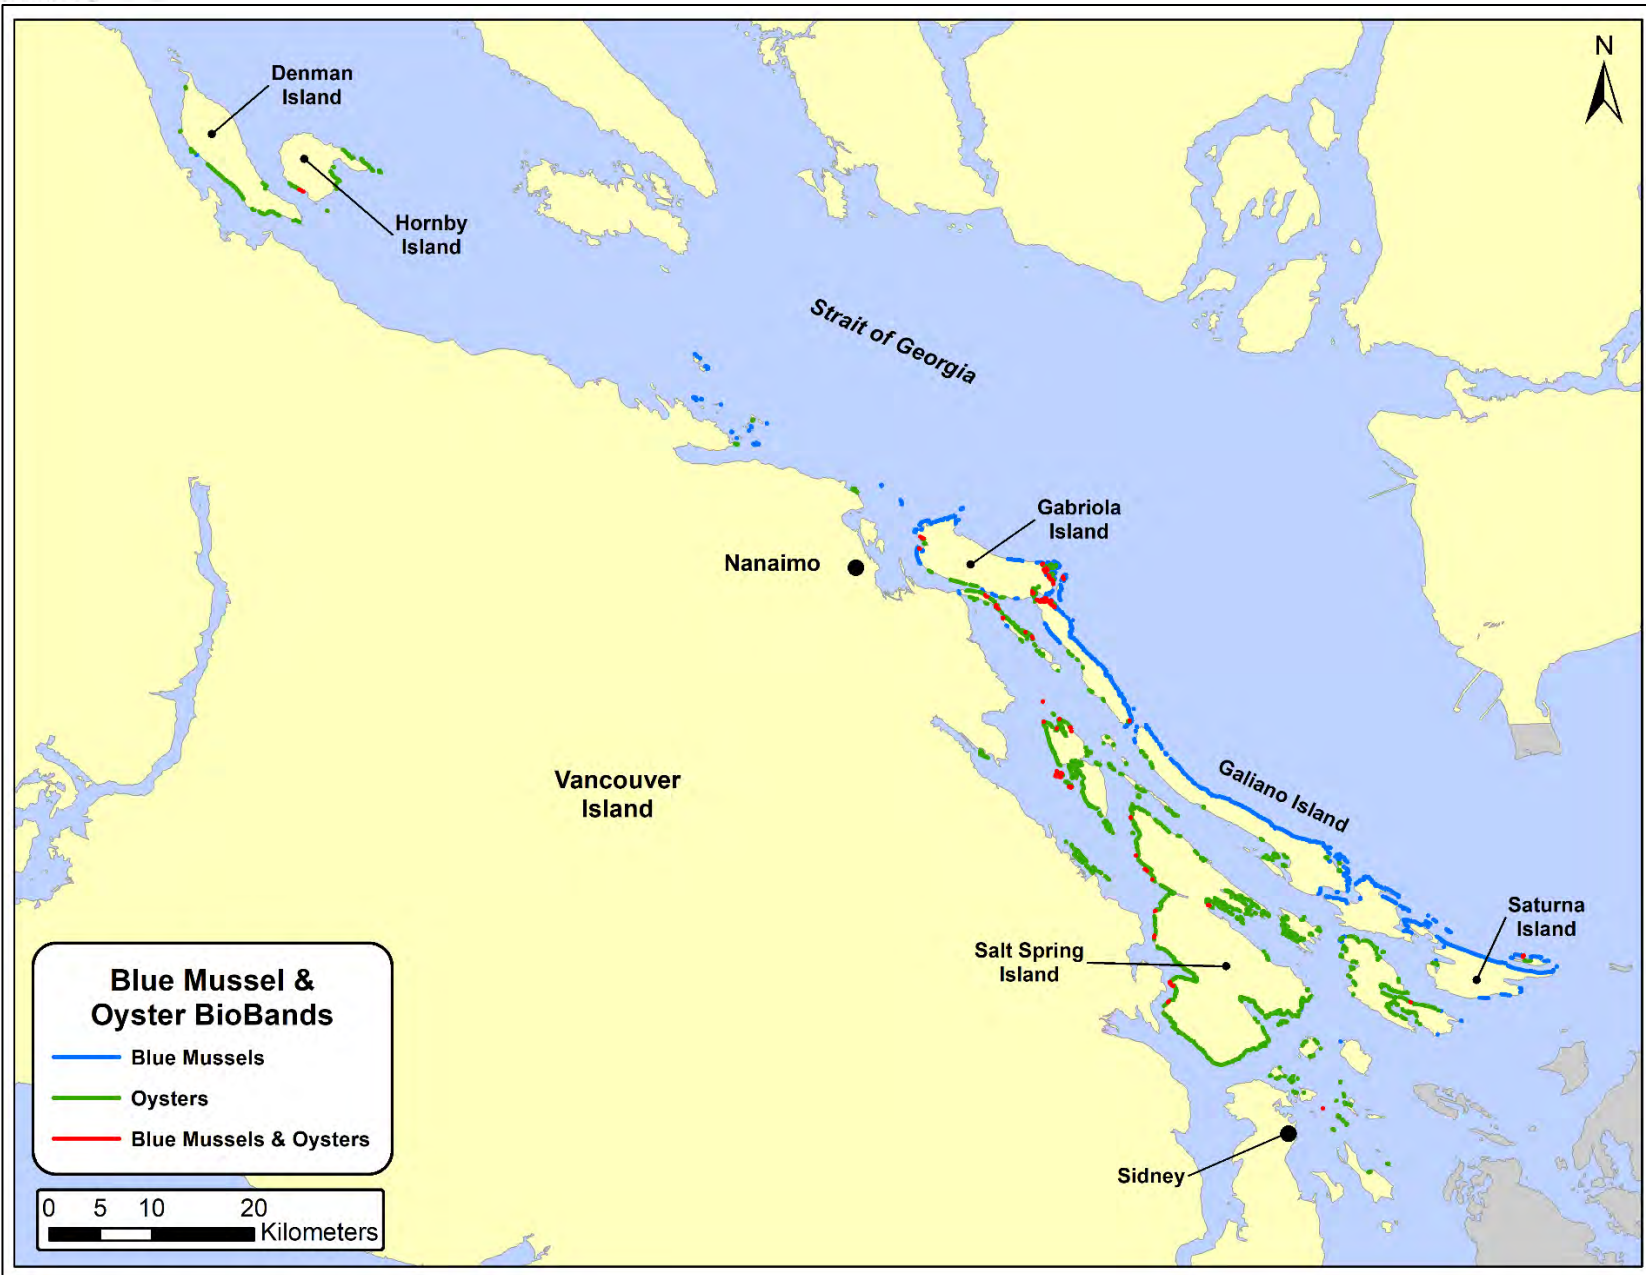 N
Denman
Island
Hornby
Island
Strait of Georgia
Gabriola
Island
Nanaimo
Vancouver
Island
Galiano Island
Saturna
Island
Salt Spring
Island
Sidney
Blue Mussel &
Oyster BioBands
Blue Mussels
Oysters
Blue Mussels & Oysters
0 5 10 20
Kilometers